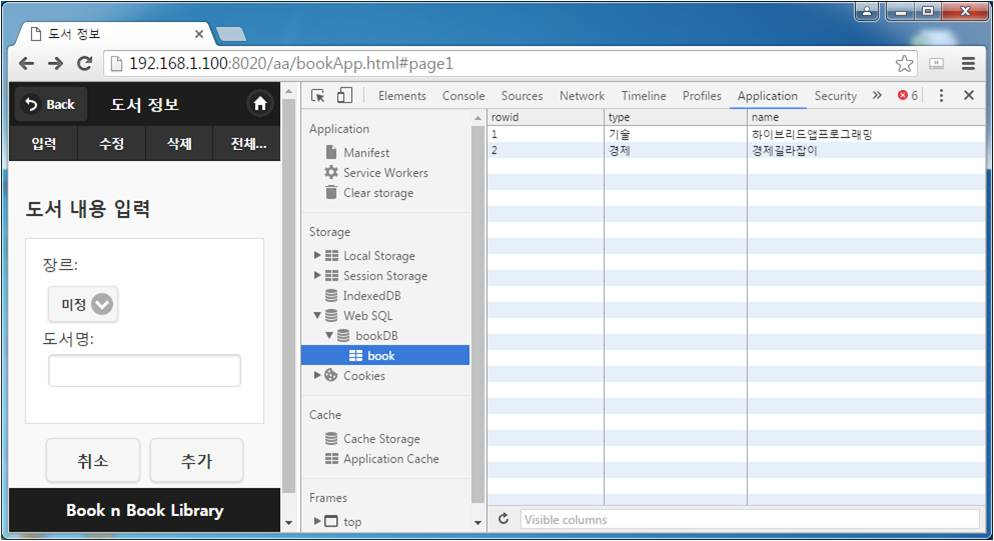 도서 정보
192.168.1.100:8020/aa/bookApp.html#page1
Back 도서 정보
입력 수정 삭제 전체...
도서 내용 입력
장르:
미정
도서명:
취소 추가
Book n Book Library
Elements Console Sources Network Timeline Profiles Application Security » 6
Application
Manifest
Service Workers
Clear storage
Storage
Local Storage
Session Storage
IndexedDB
Web SQL
bookDB
book
Cookies
Cache
Cache Storage
Application Cache
Frames
top
rowid type name
1 기술 하이브리드앱프로그래밍
2 경제 경제길라잡이
Visible columns